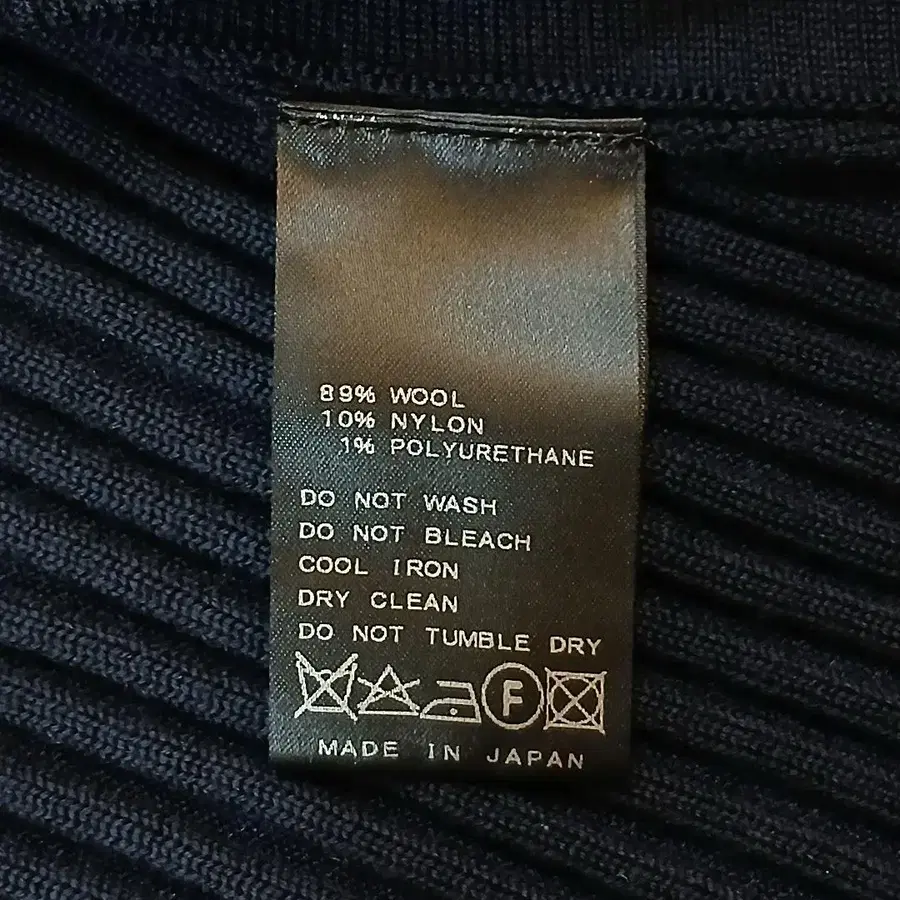 89% WOOL
10% NYLON
1% POLYURETHANE
DO NOT WASH
DO NOT BLEACH
COOL IRON
DRY CLEAN
DO NOT TUMBLE DRY
F
MADE IN JAPAN